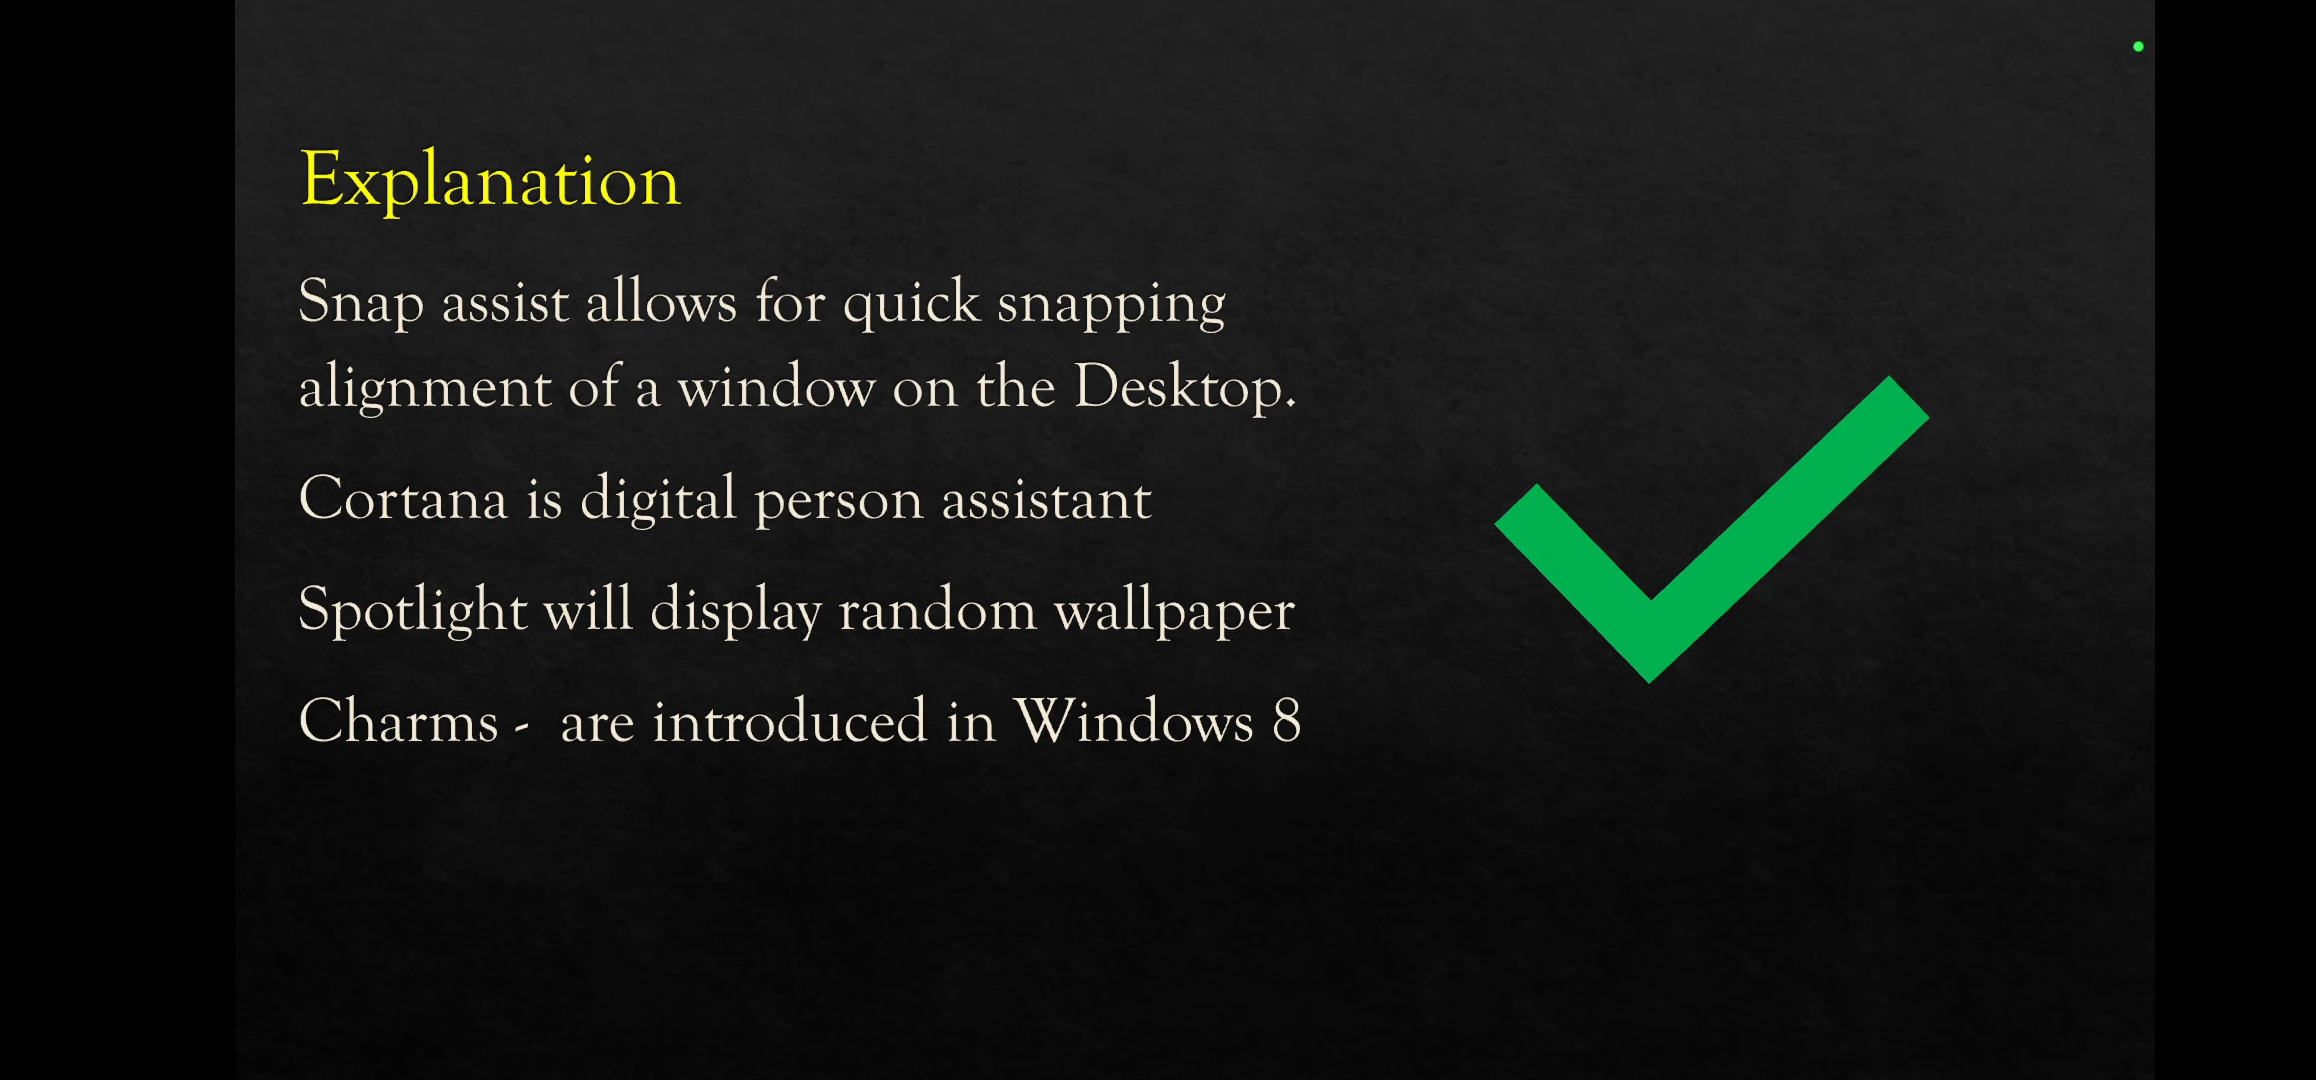 Explanation
Snap assist allows for quick snapping
alignment of a window on the Desktop.
Cortana is digital person assistant
Spotlight will display random wallpaper
Charms -  are introduced in Windows 8